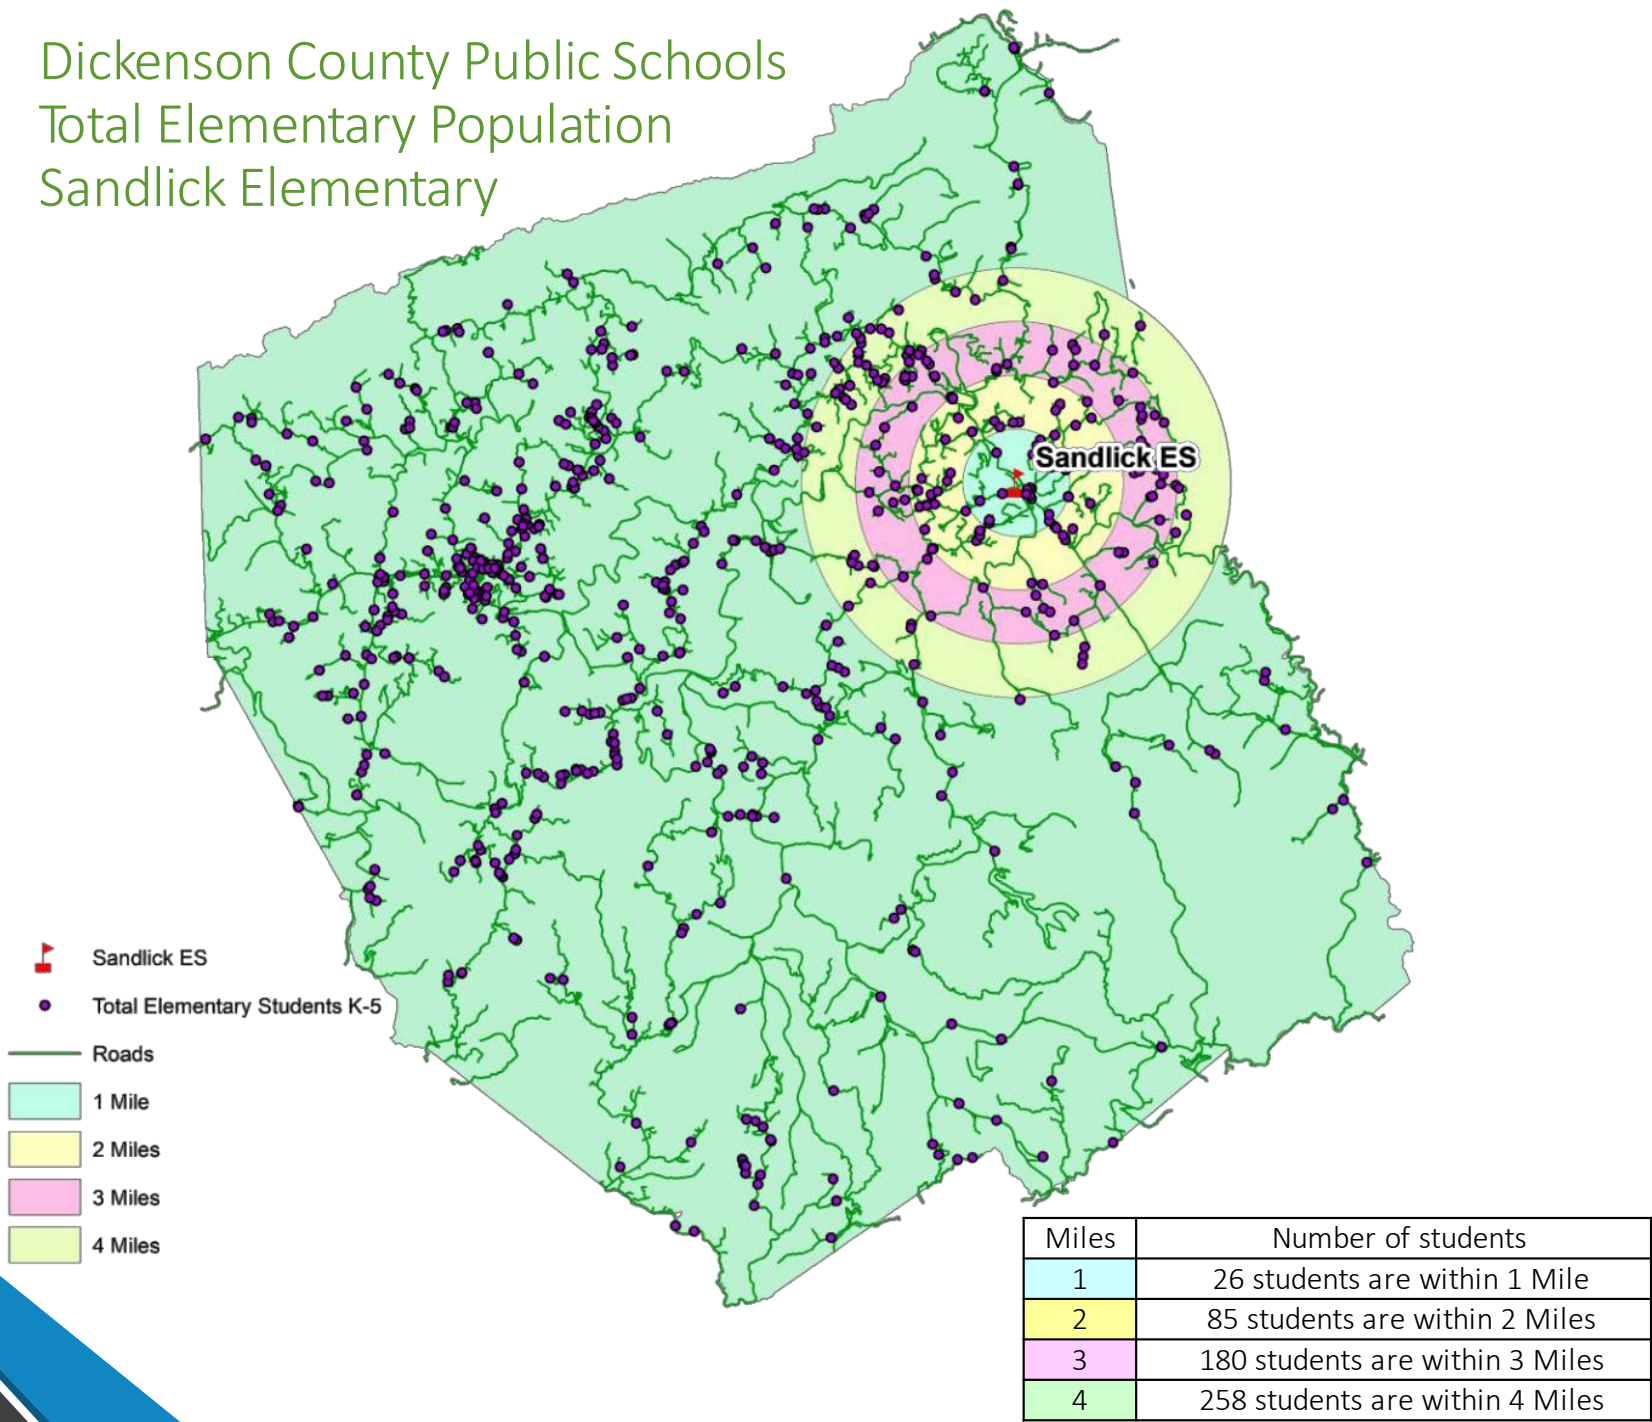 Dickenson County Public Schools
Total Elementary Population
Sandlick Elementary
Sandlick ES
Sandlick ES
Total Elementary Students K-5
Roads
1 Mile
2 Miles
3 Miles
4 Miles
Miles Number of students
1 26 students are within 1 Mile
2 85 students are within 2 Miles
3 180 students are within 3 Miles
4 258 students are within 4 Miles